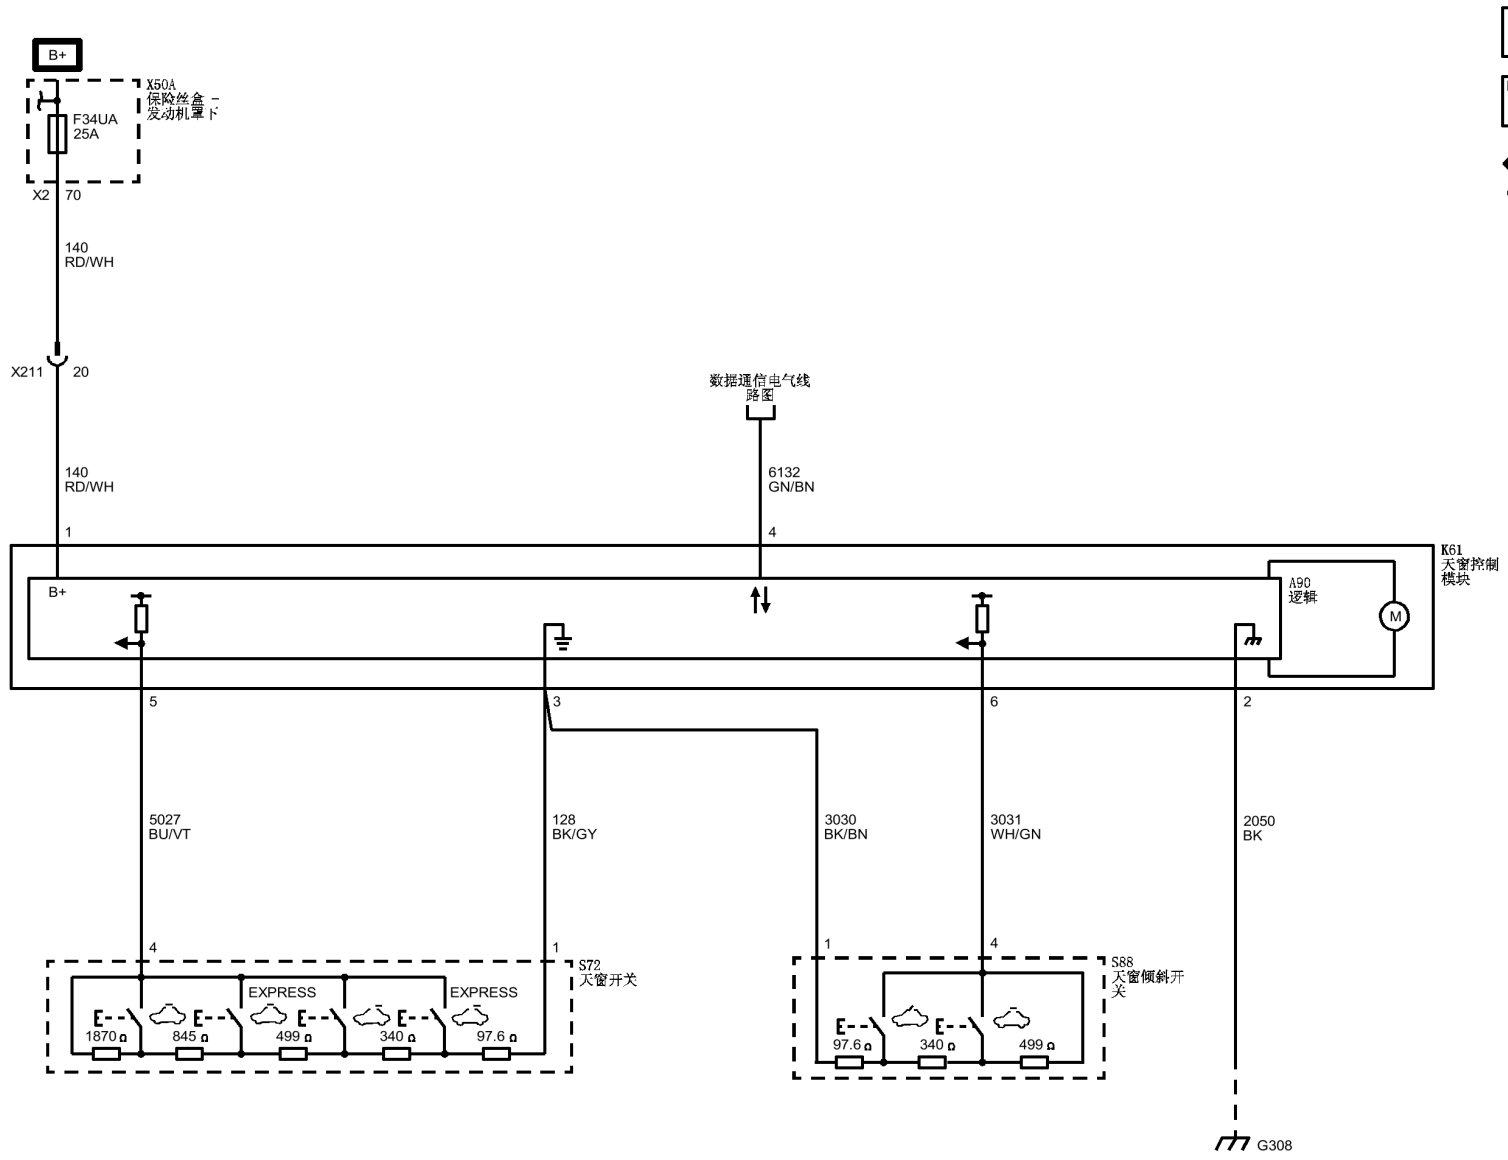 B+
X50A
保险丝盒 -
发动机罩下
F34UA
25A
X2
70
140
RD/WH
X211
20
数据通信电气线
路图
140
RD/WH
6132
GN/BN
1
4
K61
天窗控制
模块
B+
A90
逻辑
M
5
3
6
2
5027
BU/VT
128
BK/GY
3030
BK/BN
3031
WH/GN
2050
BK
4
1
1
4
S72
天窗开关
S88
天窗倾斜开
关
EXPRESS
EXPRESS
1870 Ω
845 Ω
499 Ω
340 Ω
97.6 Ω
97.6 Ω
340 Ω
499 Ω
G308